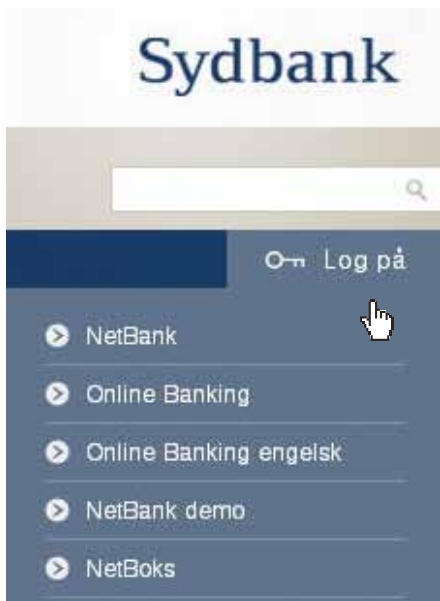 Sydbank
Log på
NetBank
Online Banking
Online Banking engelsk
NetBank demo
NetBoks